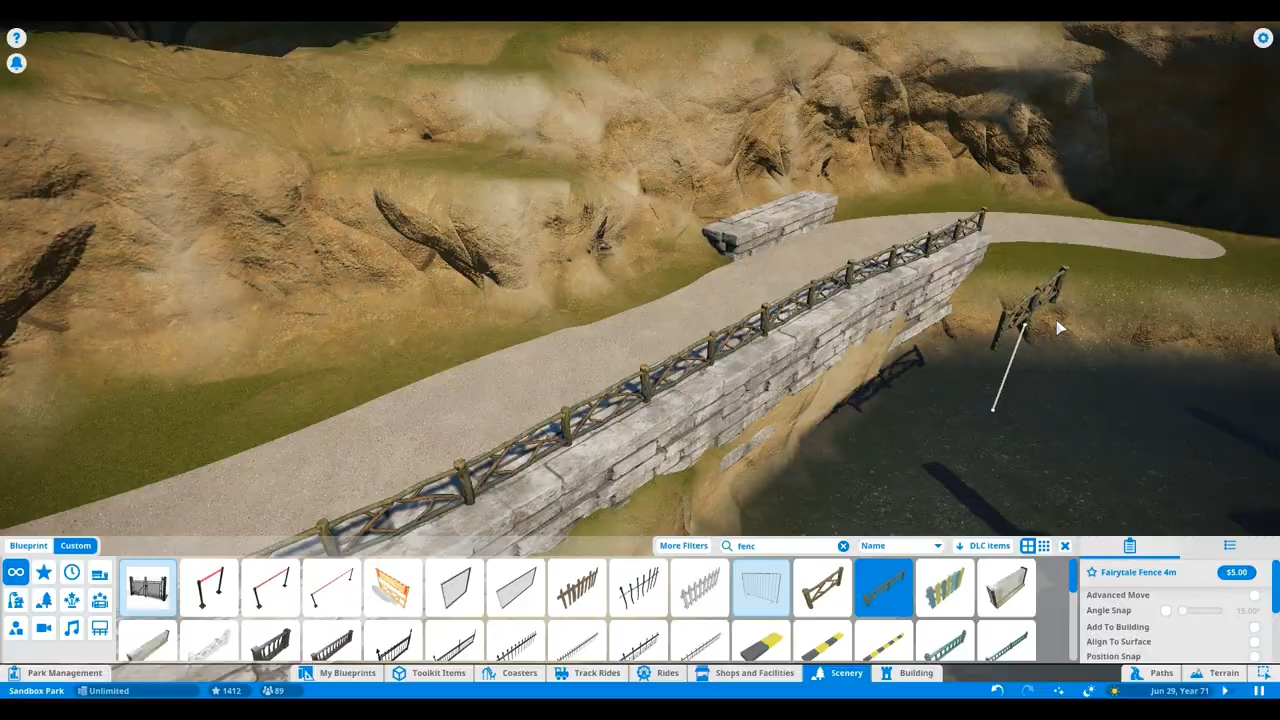 ?
Blueprint Custom More Filters fenc Name DLC items
Fairytale Fence 4m $5.00
Advanced Move
Angle Snap 15.00°
Add To Building
Align To Surface
Position Snap
Park Management My Blueprints Toolkit Items Coasters Track Rides Rides Shops and Facilities Scenery Building Paths Terrain
Sandbox Park Unlimited 1412 89 Jun 29, Year 71